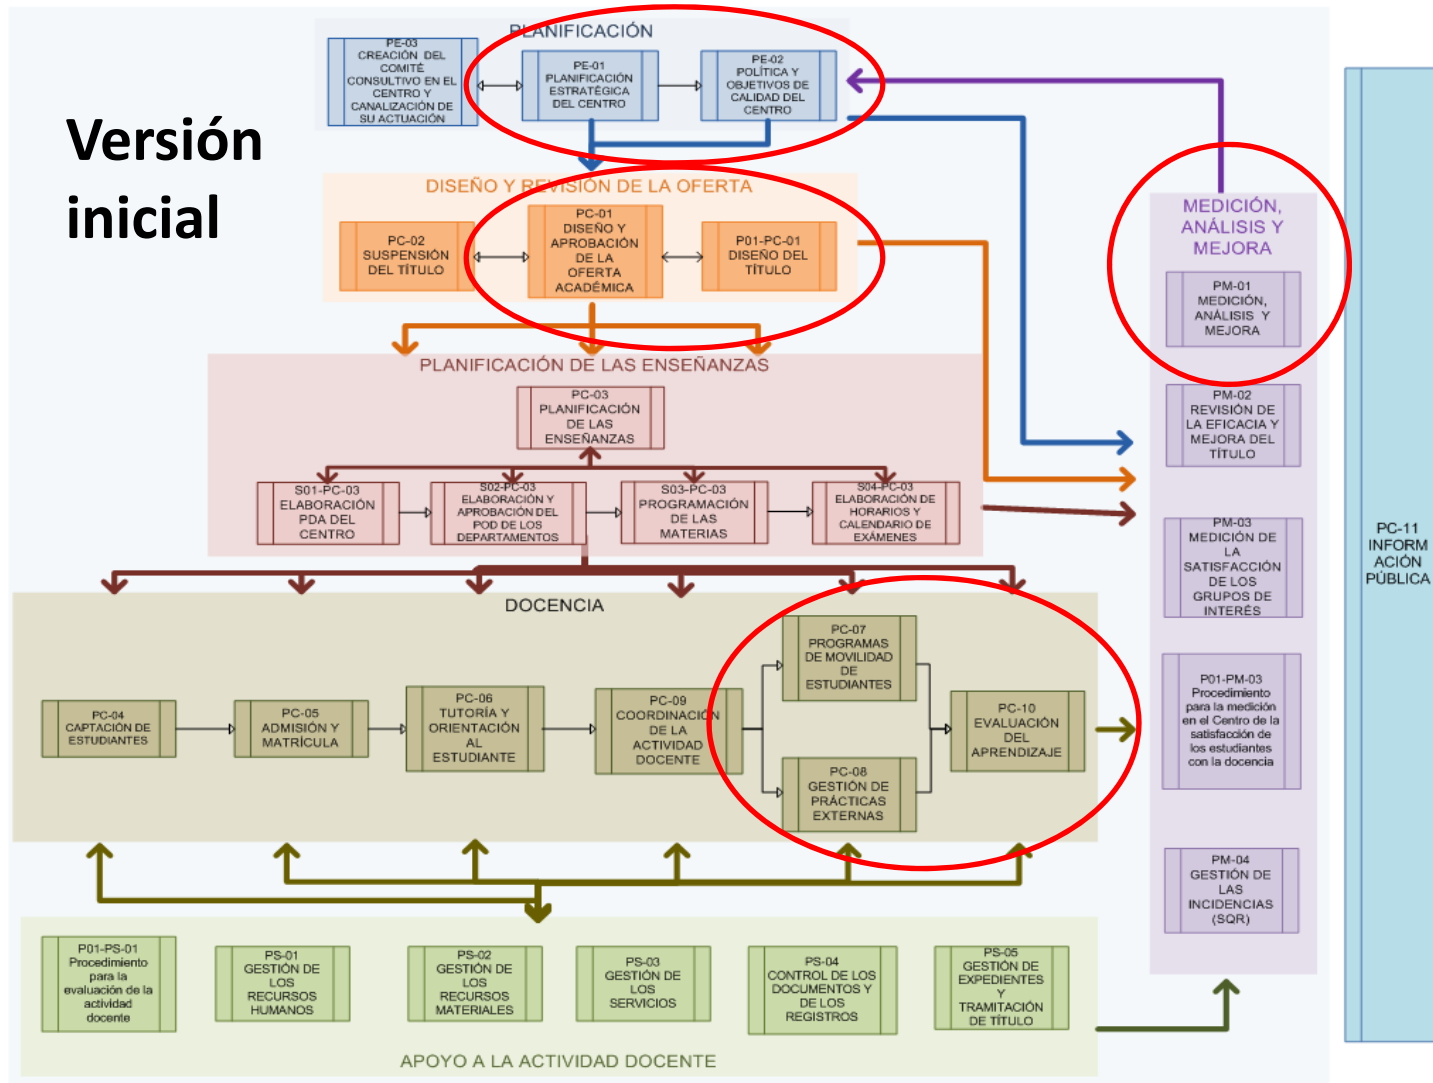 Versión
inicial
PLANIFICACIÓN
PE-03
CREACIÓN DEL
COMITÉ
CONSULTIVO EN EL
CENTRO Y
CANALIZACIÓN DE
SU ACTUACIÓN
PE-01
PLANIFICACIÓN
ESTRATÉGICA
DEL CENTRO
PE-02
POLÍTICA Y
OBJETIVOS DE
CALIDAD DEL
CENTRO
DISEÑO Y REVISIÓN DE LA OFERTA
PC-02
SUSPENSIÓN
DEL TÍTULO
PC-01
DISEÑO Y
APROBACIÓN
DE LA
OFERTA
ACADÉMICA
P01-PC-01
DISEÑO DEL
TÍTULO
PLANIFICACIÓN DE LAS ENSEÑANZAS
PC-03
PLANIFICACIÓN
DE LAS
ENSEÑANZAS
S01-PC-03
ELABORACIÓN
PDA DEL
CENTRO
S02-PC-03
ELABORACIÓN Y
APROBACIÓN DEL
POD DE LOS
DEPARTAMENTOS
S03-PC-03
PROGRAMACIÓN
DE LAS
MATERIAS
S04-PC-03
ELABORACIÓN DE
HORARIOS Y
CALENDARIO DE
EXÁMENES
DOCENCIA
PC-04
CAPTACIÓN DE
ESTUDIANTES
PC-05
ADMISIÓN Y
MATRÍCULA
PC-06
TUTORÍA Y
ORIENTACIÓN
AL
ESTUDIANTE
PC-09
COORDINACIÓN
DE LA
ACTIVIDAD
DOCENTE
PC-07
PROGRAMAS
DE MOVILIDAD
DE
ESTUDIANTES
PC-08
GESTIÓN DE
PRÁCTICAS
EXTERNAS
PC-10
EVALUACIÓN
DEL
APRENDIZAJE
P01-PS-01
Procedimiento
para la
evaluación de la
actividad
docente
PS-01
GESTIÓN DE
LOS
RECURSOS
HUMANOS
PS-02
GESTIÓN DE
LOS
RECURSOS
MATERIALES
PS-03
GESTIÓN DE
LOS
SERVICIOS
PS-04
CONTROL DE LOS
DOCUMENTOS Y
DE LOS
REGISTROS
PS-05
GESTIÓN DE
EXPEDIENTES
Y
TRAMITACIÓN
DE TÍTULO
APOYO A LA ACTIVIDAD DOCENTE
MEDICIÓN,
ANÁLISIS Y
MEJORA
PM-01
MEDICIÓN,
ANÁLISIS Y
MEJORA
PM-02
REVISIÓN DE
LA EFICACIA Y
MEJORA DEL
TÍTULO
PM-03
MEDICIÓN DE
LA
SATISFACCIÓN
DE LOS
GRUPOS DE
INTERÉS
P01-PM-03
Procedimiento
para la medición
en el Centro de la
satisfacción de
los estudiantes
con la docencia
PM-04
GESTIÓN DE
LAS
INCIDENCIAS
(SQR)
PC-11
INFORM
ACIÓN
PÚBLICA